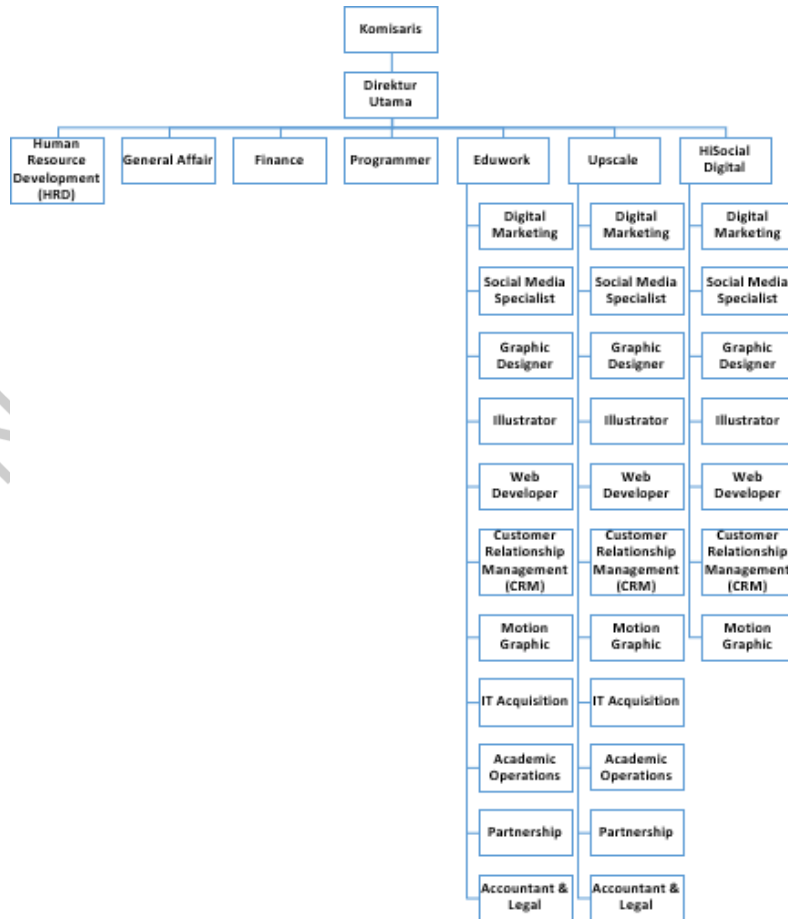 Komisaris
Direktur
Utama
Human
Resource
Development
(HRD)
General Affair
Finance
Programmer
Eduwork
Upscale
HiSocial
Digital
Digital
Marketing
Social Media
Specialist
Graphic
Designer
Illustrator
Web
Developer
Customer
Relationship
Management
(CRM)
Motion
Graphic
IT Acquisition
Academic
Operations
Partnership
Accountant &
Legal
Digital
Marketing
Social Media
Specialist
Graphic
Designer
Illustrator
Web
Developer
Customer
Relationship
Management
(CRM)
Motion
Graphic
IT Acquisition
Academic
Operations
Partnership
Accountant &
Legal
Digital
Marketing
Social Media
Specialist
Graphic
Designer
Illustrator
Web
Developer
Customer
Relationship
Management
(CRM)
Motion
Graphic